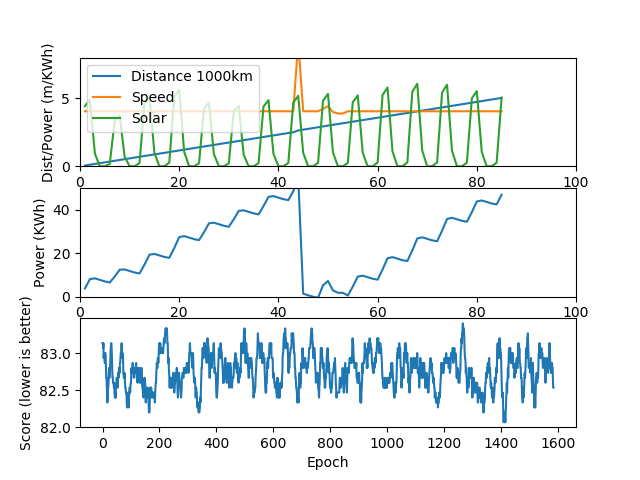 Dist/Power (m/KWh)
5
0
Distance 1000km
Speed
Solar
0 20 40 60 80 100
Power (KWh)
40
20
0
0 20 40 60 80 100
Score (lower is better)
83.0
82.5
82.0
0 200 400 600 800 1000 1200 1400 1600
Epoch